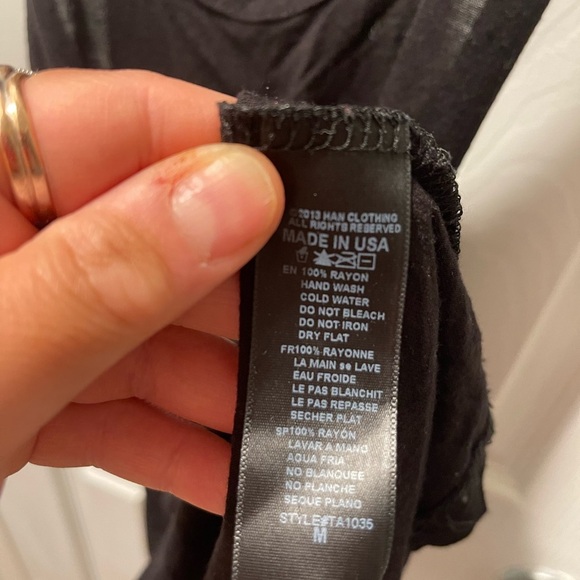 ©2013 HAN CLOTHING
ALL RIGHTS RESERVED
MADE IN USA
EN 100% RAYON
HAND WASH
COLD WATER
DO NOT BLEACH
DO NOT IRON
DRY FLAT
FR100% RAYONNE
LA MAIN se LAVE
EAU FROIDE
LE PAS BLANCHIT
LE PAS REPASSE
SECHER PLAT
SP100% RAYÓN
LAVAR A MANO
AGUA FRIA
NO BLANQUEE
NO PLANCHE
SEQUE PLANO
STYLE#TA1035
M